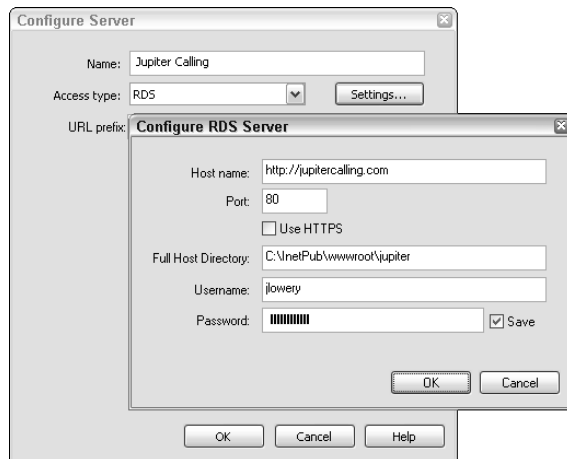 Configure Server
Name: Jupiter Calling
Access type: RDS Settings...
URL prefix:
Configure RDS Server
Host name: http://jupitercalling.com
Port: 80
Use HTTPS
Full Host Directory: C:\InetPub\wwwroot\jupiter
Username: jlowery
Password: Save
OK Cancel
OK Cancel Help